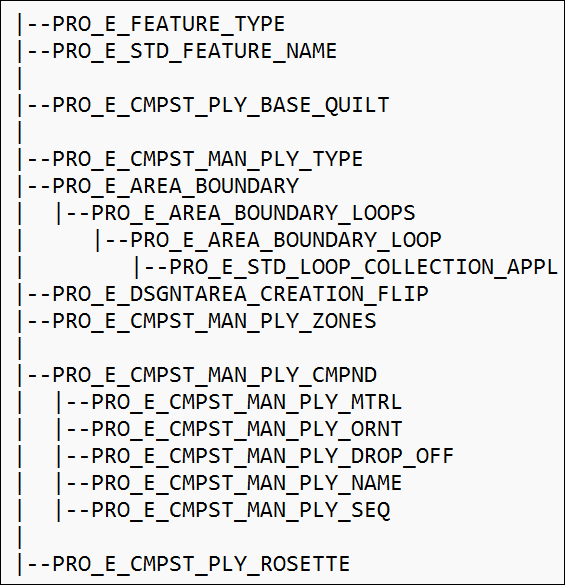 |--PRO_E_FEATURE_TYPE
|--PRO_E_STD_FEATURE_NAME
|
|--PRO_E_CMPST_PLY_BASE_QUILT
|
|--PRO_E_CMPST_MAN_PLY_TYPE
|--PRO_E_AREA_BOUNDARY
|  |--PRO_E_AREA_BOUNDARY_LOOPS
|     |--PRO_E_AREA_BOUNDARY_LOOP
|        |--PRO_E_STD_LOOP_COLLECTION_APPL
|--PRO_E_DSGNTAREA_CREATION_FLIP
|--PRO_E_CMPST_MAN_PLY_ZONES
|
|--PRO_E_CMPST_MAN_PLY_CMPND
|  |--PRO_E_CMPST_MAN_PLY_MTRL
|  |--PRO_E_CMPST_MAN_PLY_ORNT
|  |--PRO_E_CMPST_MAN_PLY_DROP_OFF
|  |--PRO_E_CMPST_MAN_PLY_NAME
|  |--PRO_E_CMPST_MAN_PLY_SEQ
|
|--PRO_E_CMPST_PLY_ROSETTE